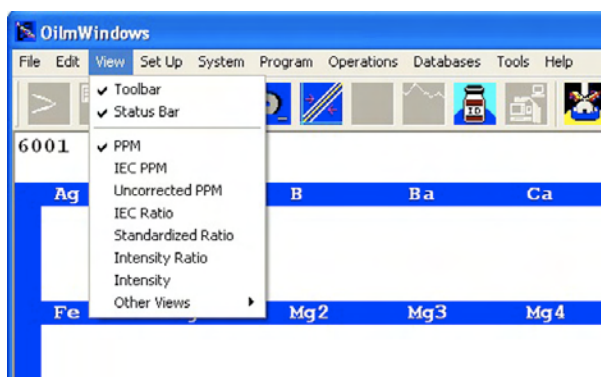 OilmWindows
File Edit View Set Up System Program Operations Databases Tools Help
✓ Toolbar
✓ Status Bar
ID
6001
✓ PPM
IEC PPM
Uncorrected PPM
Ag B Ba Ca
IEC Ratio
Standardized Ratio
Intensity Ratio
Intensity
Other Views
Fe Mg2 Mg3 Mg4